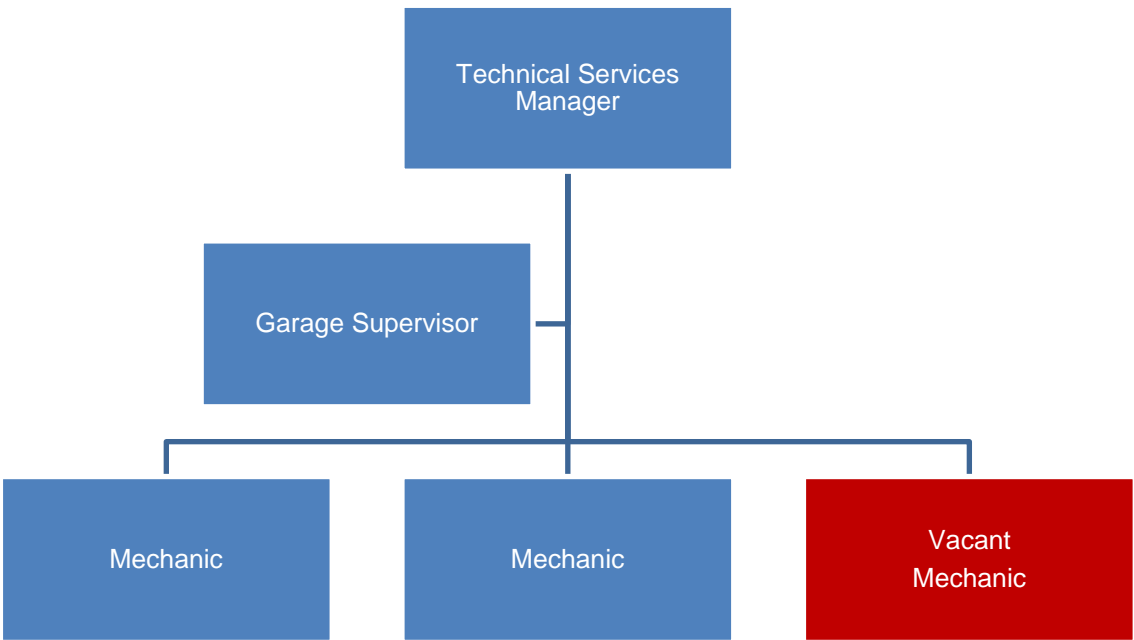 Technical Services
Manager
Garage Supervisor
Mechanic
Mechanic
Vacant
Mechanic